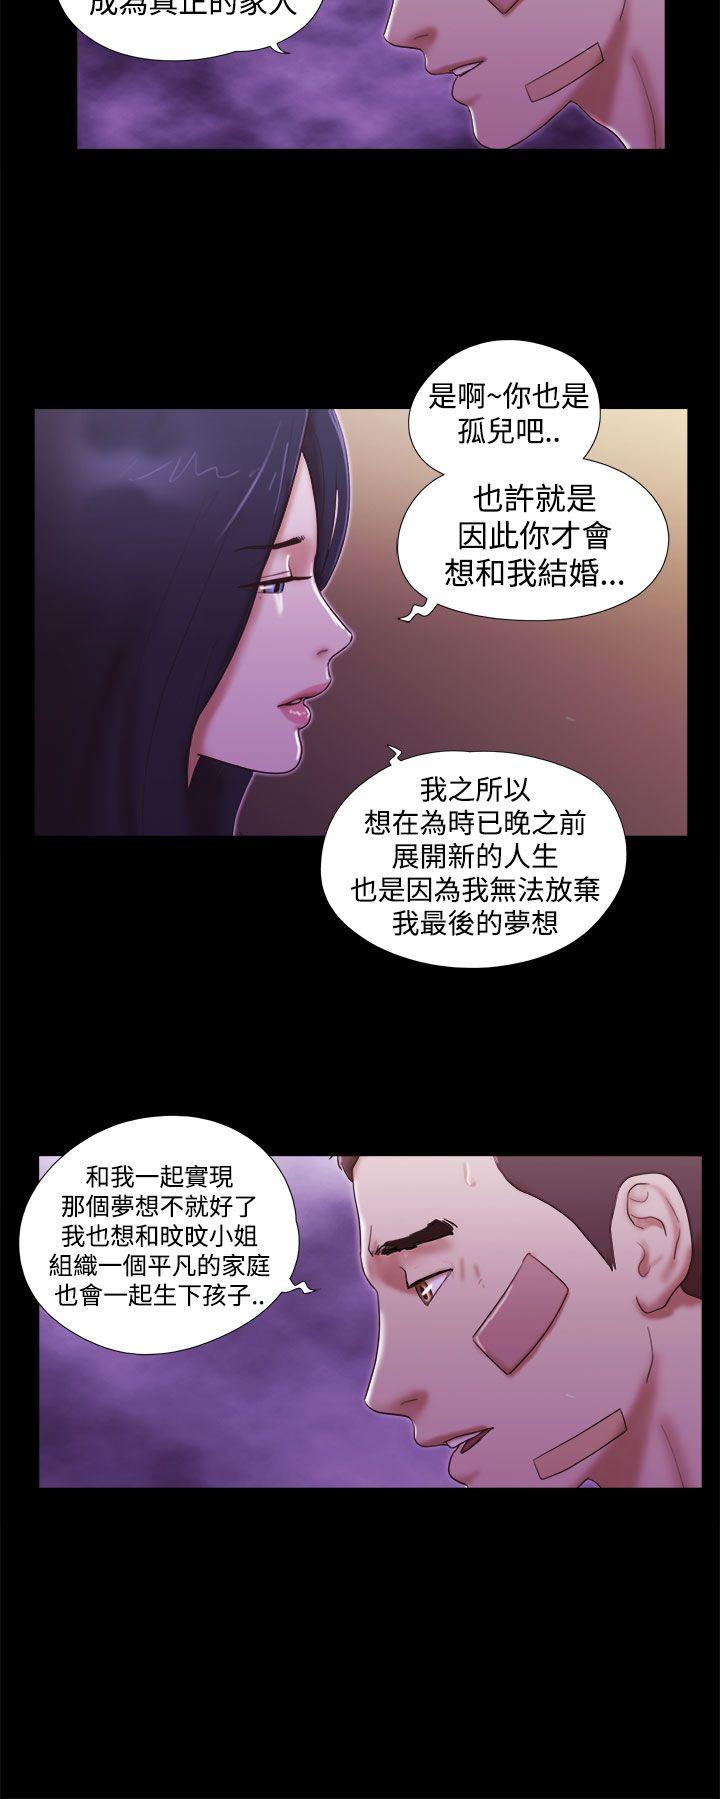 成為真正的家人
是啊~你也是
孤兒吧..
也許就是
因此你才會
想和我結婚...
我之所以
想在為時已晚之前
展開新的人生
也是因為我無法放棄
我最後的夢想
和我一起實現
那個夢想不就好了
我也想和旼旼小姐
組織一個平凡的家庭
也會一起生下孩子..